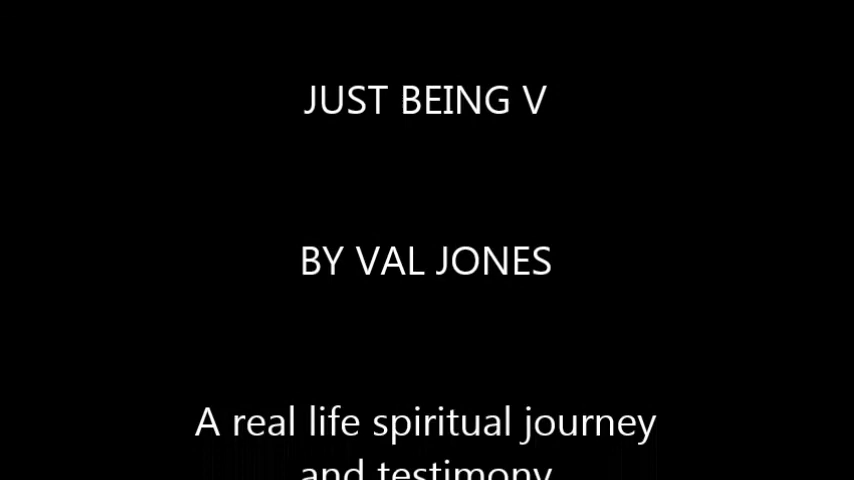 JUST BEING V
BY VAL JONES
A real life spiritual journey
and testimony